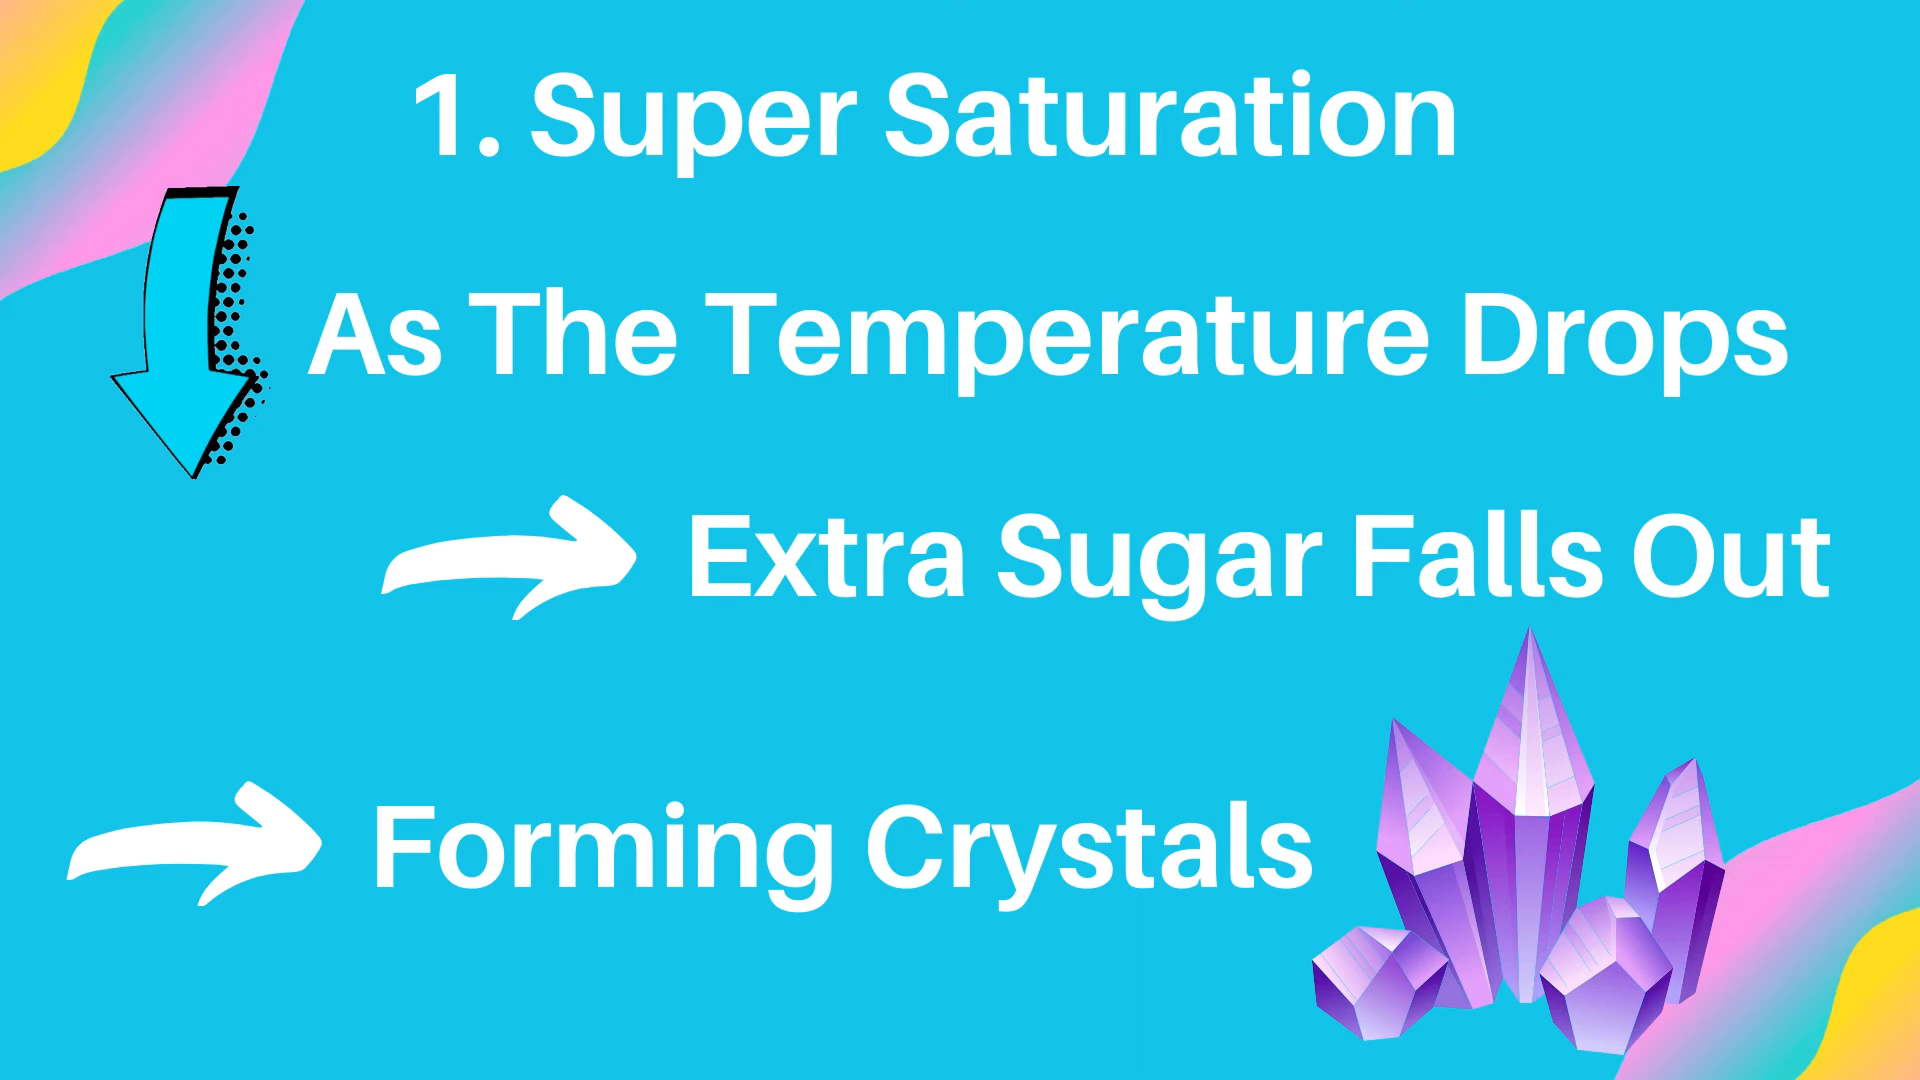 1. Super Saturation
As The Temperature Drops
Extra Sugar Falls Out
Forming Crystals